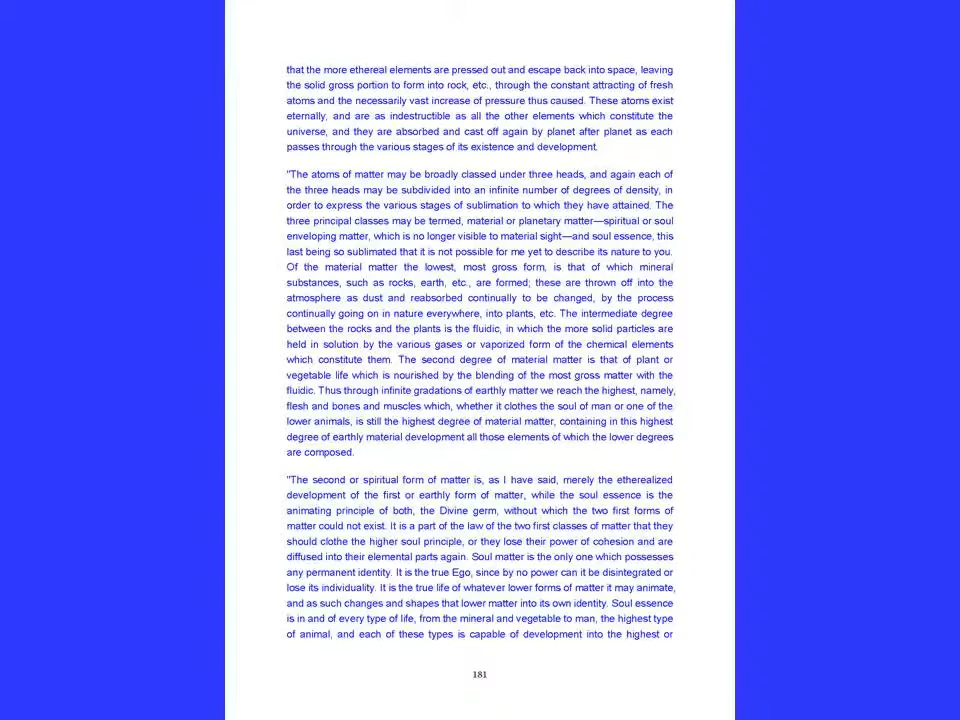 that the more ethereal elements are pressed out and escape back into space, leaving
the solid gross portion to form into rock, etc., through the constant attracting of fresh
atoms and the necessarily vast increase of pressure thus caused. These atoms exist
eternally, and are as indestructible as all the other elements which constitute the
universe, and they are absorbed and cast off again by planet after planet as each
passes through the various stages of its existence and development.
"The atoms of matter may be broadly classed under three heads, and again each of
the three heads may be subdivided into an infinite number of degrees of density, in
order to express the various stages of sublimation to which they have attained. The
three principal classes may be termed, material or planetary matter—spiritual or soul
enveloping matter, which is no longer visible to material sight—and soul essence, this
last being so sublimated that it is not possible for me yet to describe its nature to you.
Of the material matter the lowest, most gross form, is that of which mineral
substances, such as rocks, earth, etc., are formed; these are thrown off into the
atmosphere as dust and reabsorbed continually to be changed, by the process
continually going on in nature everywhere, into plants, etc. The intermediate degree
between the rocks and the plants is the fluidic, in which the more solid particles are
held in solution by the various gases or vaporized form of the chemical elements
which constitute them. The second degree of material matter is that of plant or
vegetable life which is nourished by the blending of the most gross matter with the
fluidic. Thus through infinite gradations of earthly matter we reach the highest, namely,
flesh and bones and muscles which, whether it clothes the soul of man or one of the
lower animals, is still the highest degree of material matter, containing in this highest
degree of earthly material development all those elements of which the lower degrees
are composed.
"The second or spiritual form of matter is, as I have said, merely the etherealized
development of the first or earthly form of matter, while the soul essence is the
animating principle of both, the Divine germ, without which the two first forms of
matter could not exist. It is a part of the law of the two first classes of matter that they
should clothe the higher soul principle, or they lose their power of cohesion and are
diffused into their elemental parts again. Soul matter is the only one which possesses
any permanent identity. It is the true Ego, since by no power can it be disintegrated or
lose its individuality. It is the true life of whatever lower forms of matter it may animate,
and as such changes and shapes that lower matter into its own identity. Soul essence
is in and of every type of life, from the mineral and vegetable to man, the highest type
of animal, and each of these types is capable of development into the highest or
181